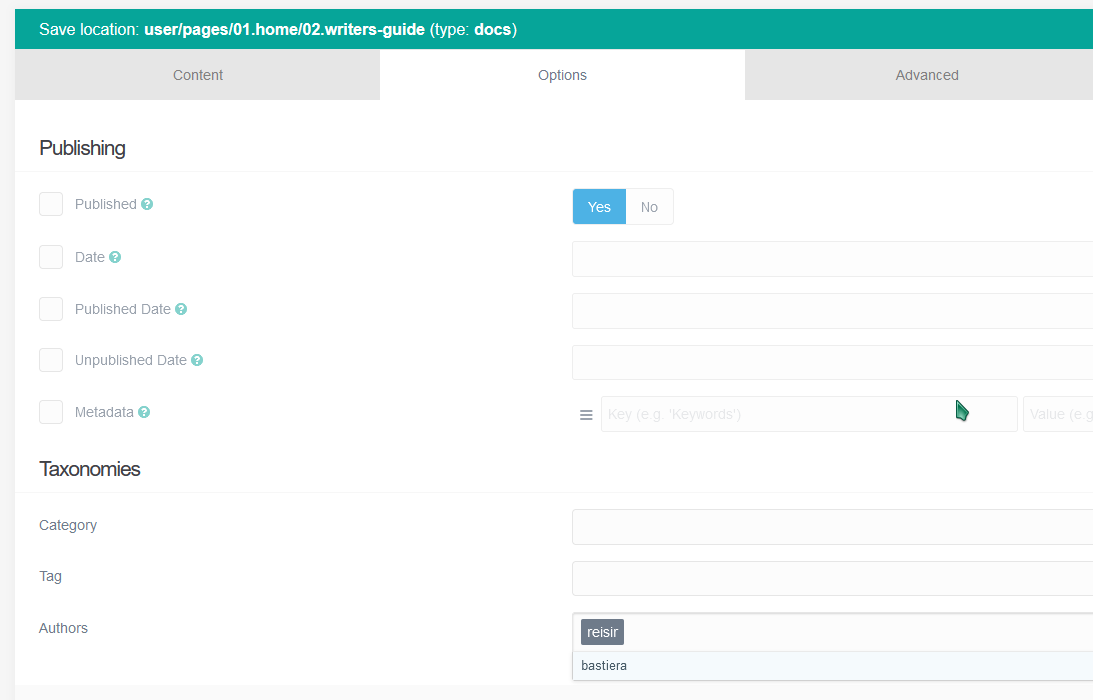 Save location: user/pages/01.home/02.writers-guide (type: docs)
Content Options Advanced
Publishing
Published ? Yes No
Date ?
Published Date ?
Unpublished Date ?
Metadata ? Key (e.g. 'Keywords') Value (e.g
Taxonomies
Category
Tag
Authors reisir
bastiera